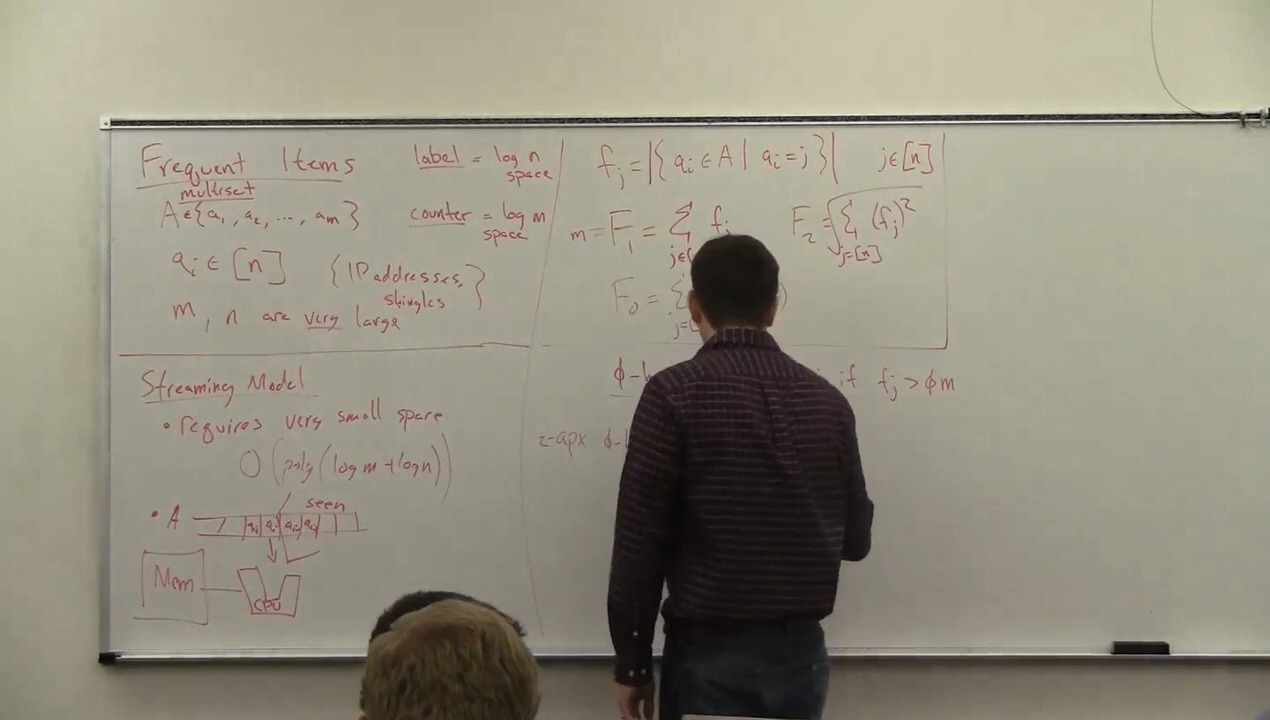 Frequent Items
multiset
A ∈ {a₁, a₂, ..., aₘ}
aᵢ ∈ [n] { IP addresses, shingles }
m, n are very large
label = log n space
counter = log m space
Streaming Model
• requires very small space
O(poly(log m + log n))
seen
• A
Mem
CPU
fⱼ = |{ aᵢ ∈ A | aᵢ = j }| j ∈ [n]
m = F₁ = Σ fⱼ
F₂ = √Σ (fⱼ)²
j=[n]
F₀ = Σ
ϕ- if fⱼ > ϕm
-apx ϕ-